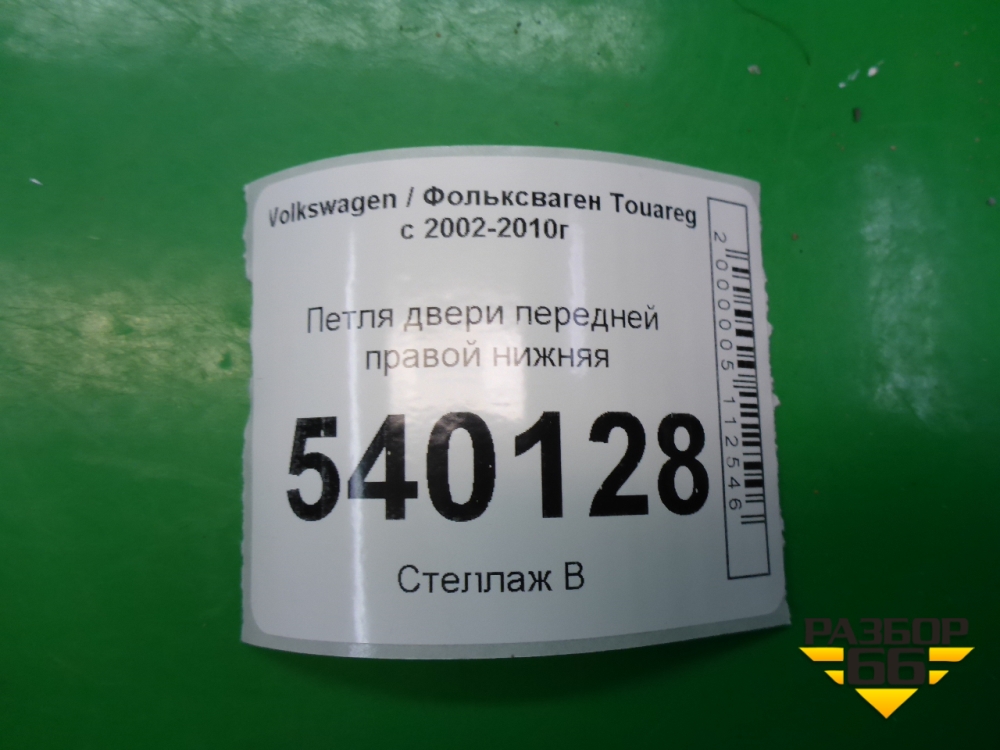 Volkswagen / Фольксваген Touareg
с 2002-2010г
Петля двери передней
правой нижняя
540128
Стеллаж В
2000005112546
РАЗБОР
66